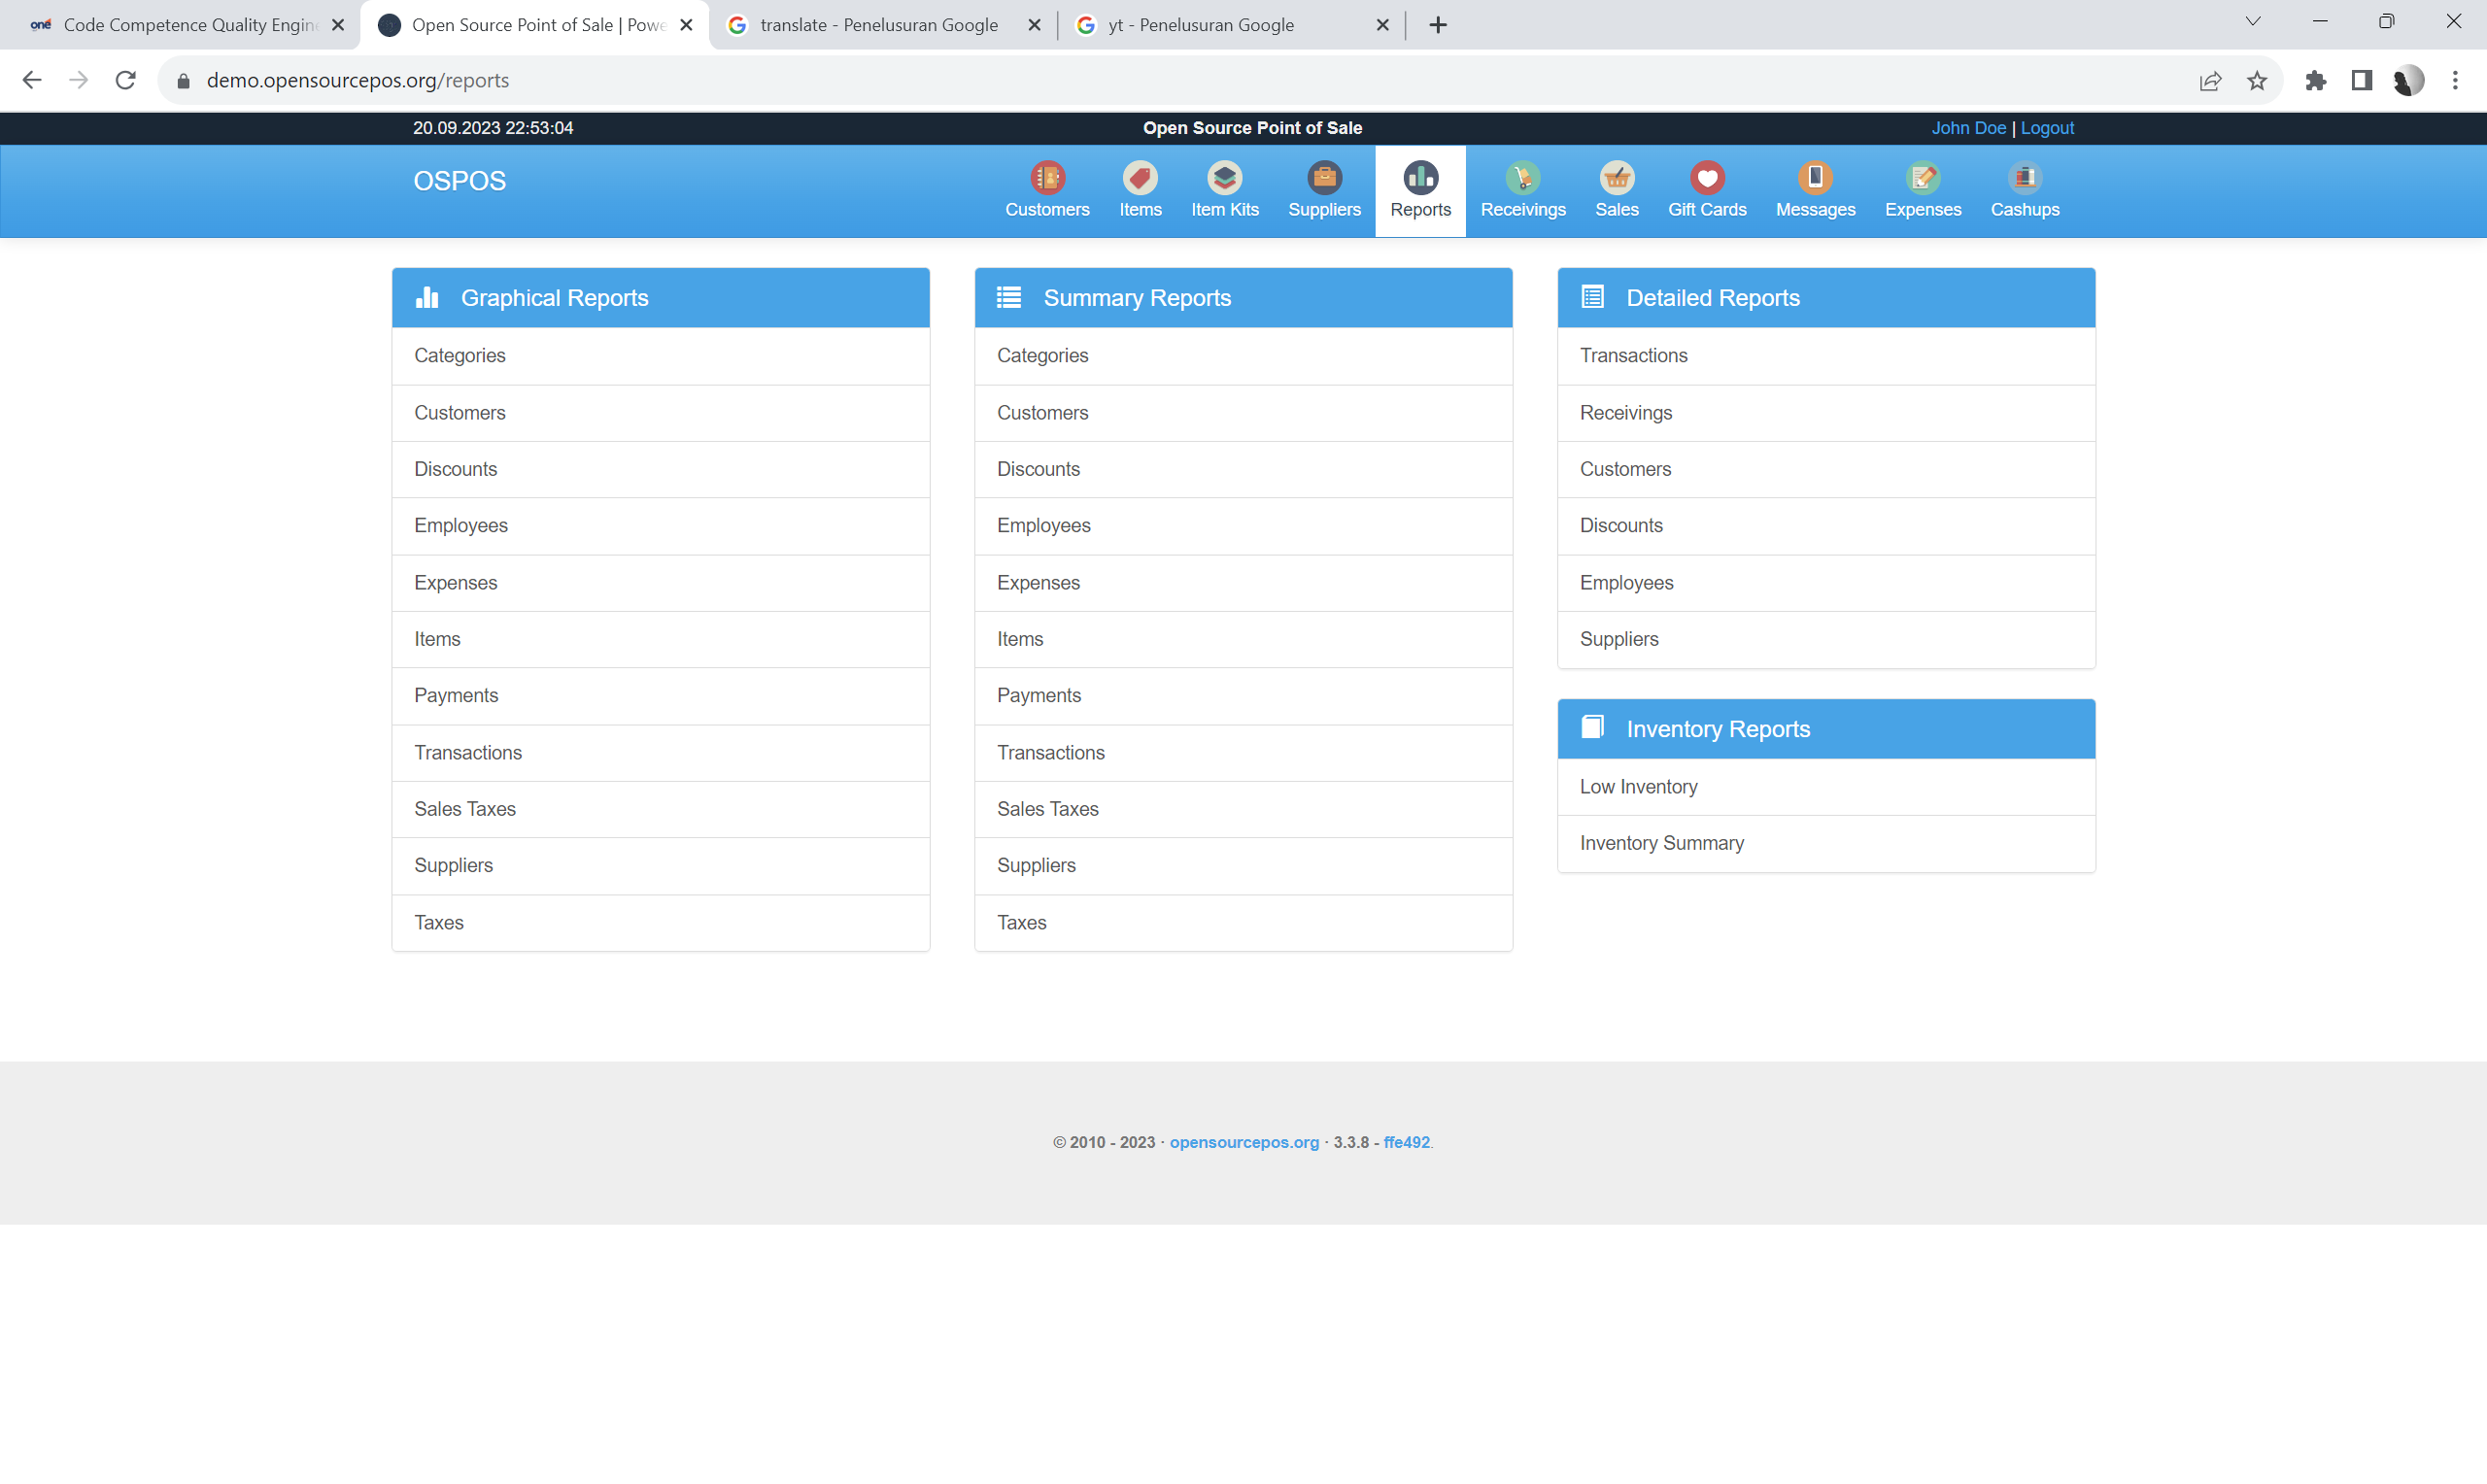 one Code Competence Quality Engin
Open Source Point of Sale | Powe
translate - Penelusuran Google
yt - Penelusuran Google
demo.opensourcepos.org/reports
20.09.2023 22:53:04
Open Source Point of Sale
John Doe | Logout
OSPOS
Customers
Items
Item Kits
Suppliers
Reports
Receivings
Sales
Gift Cards
Messages
Expenses
Cashups
Graphical Reports
Categories
Customers
Discounts
Employees
Expenses
Items
Payments
Transactions
Sales Taxes
Suppliers
Taxes
Summary Reports
Categories
Customers
Discounts
Employees
Expenses
Items
Payments
Transactions
Sales Taxes
Suppliers
Taxes
Detailed Reports
Transactions
Receivings
Customers
Discounts
Employees
Suppliers
Inventory Reports
Low Inventory
Inventory Summary
© 2010 - 2023 · opensourcepos.org · 3.3.8 - ffe492.